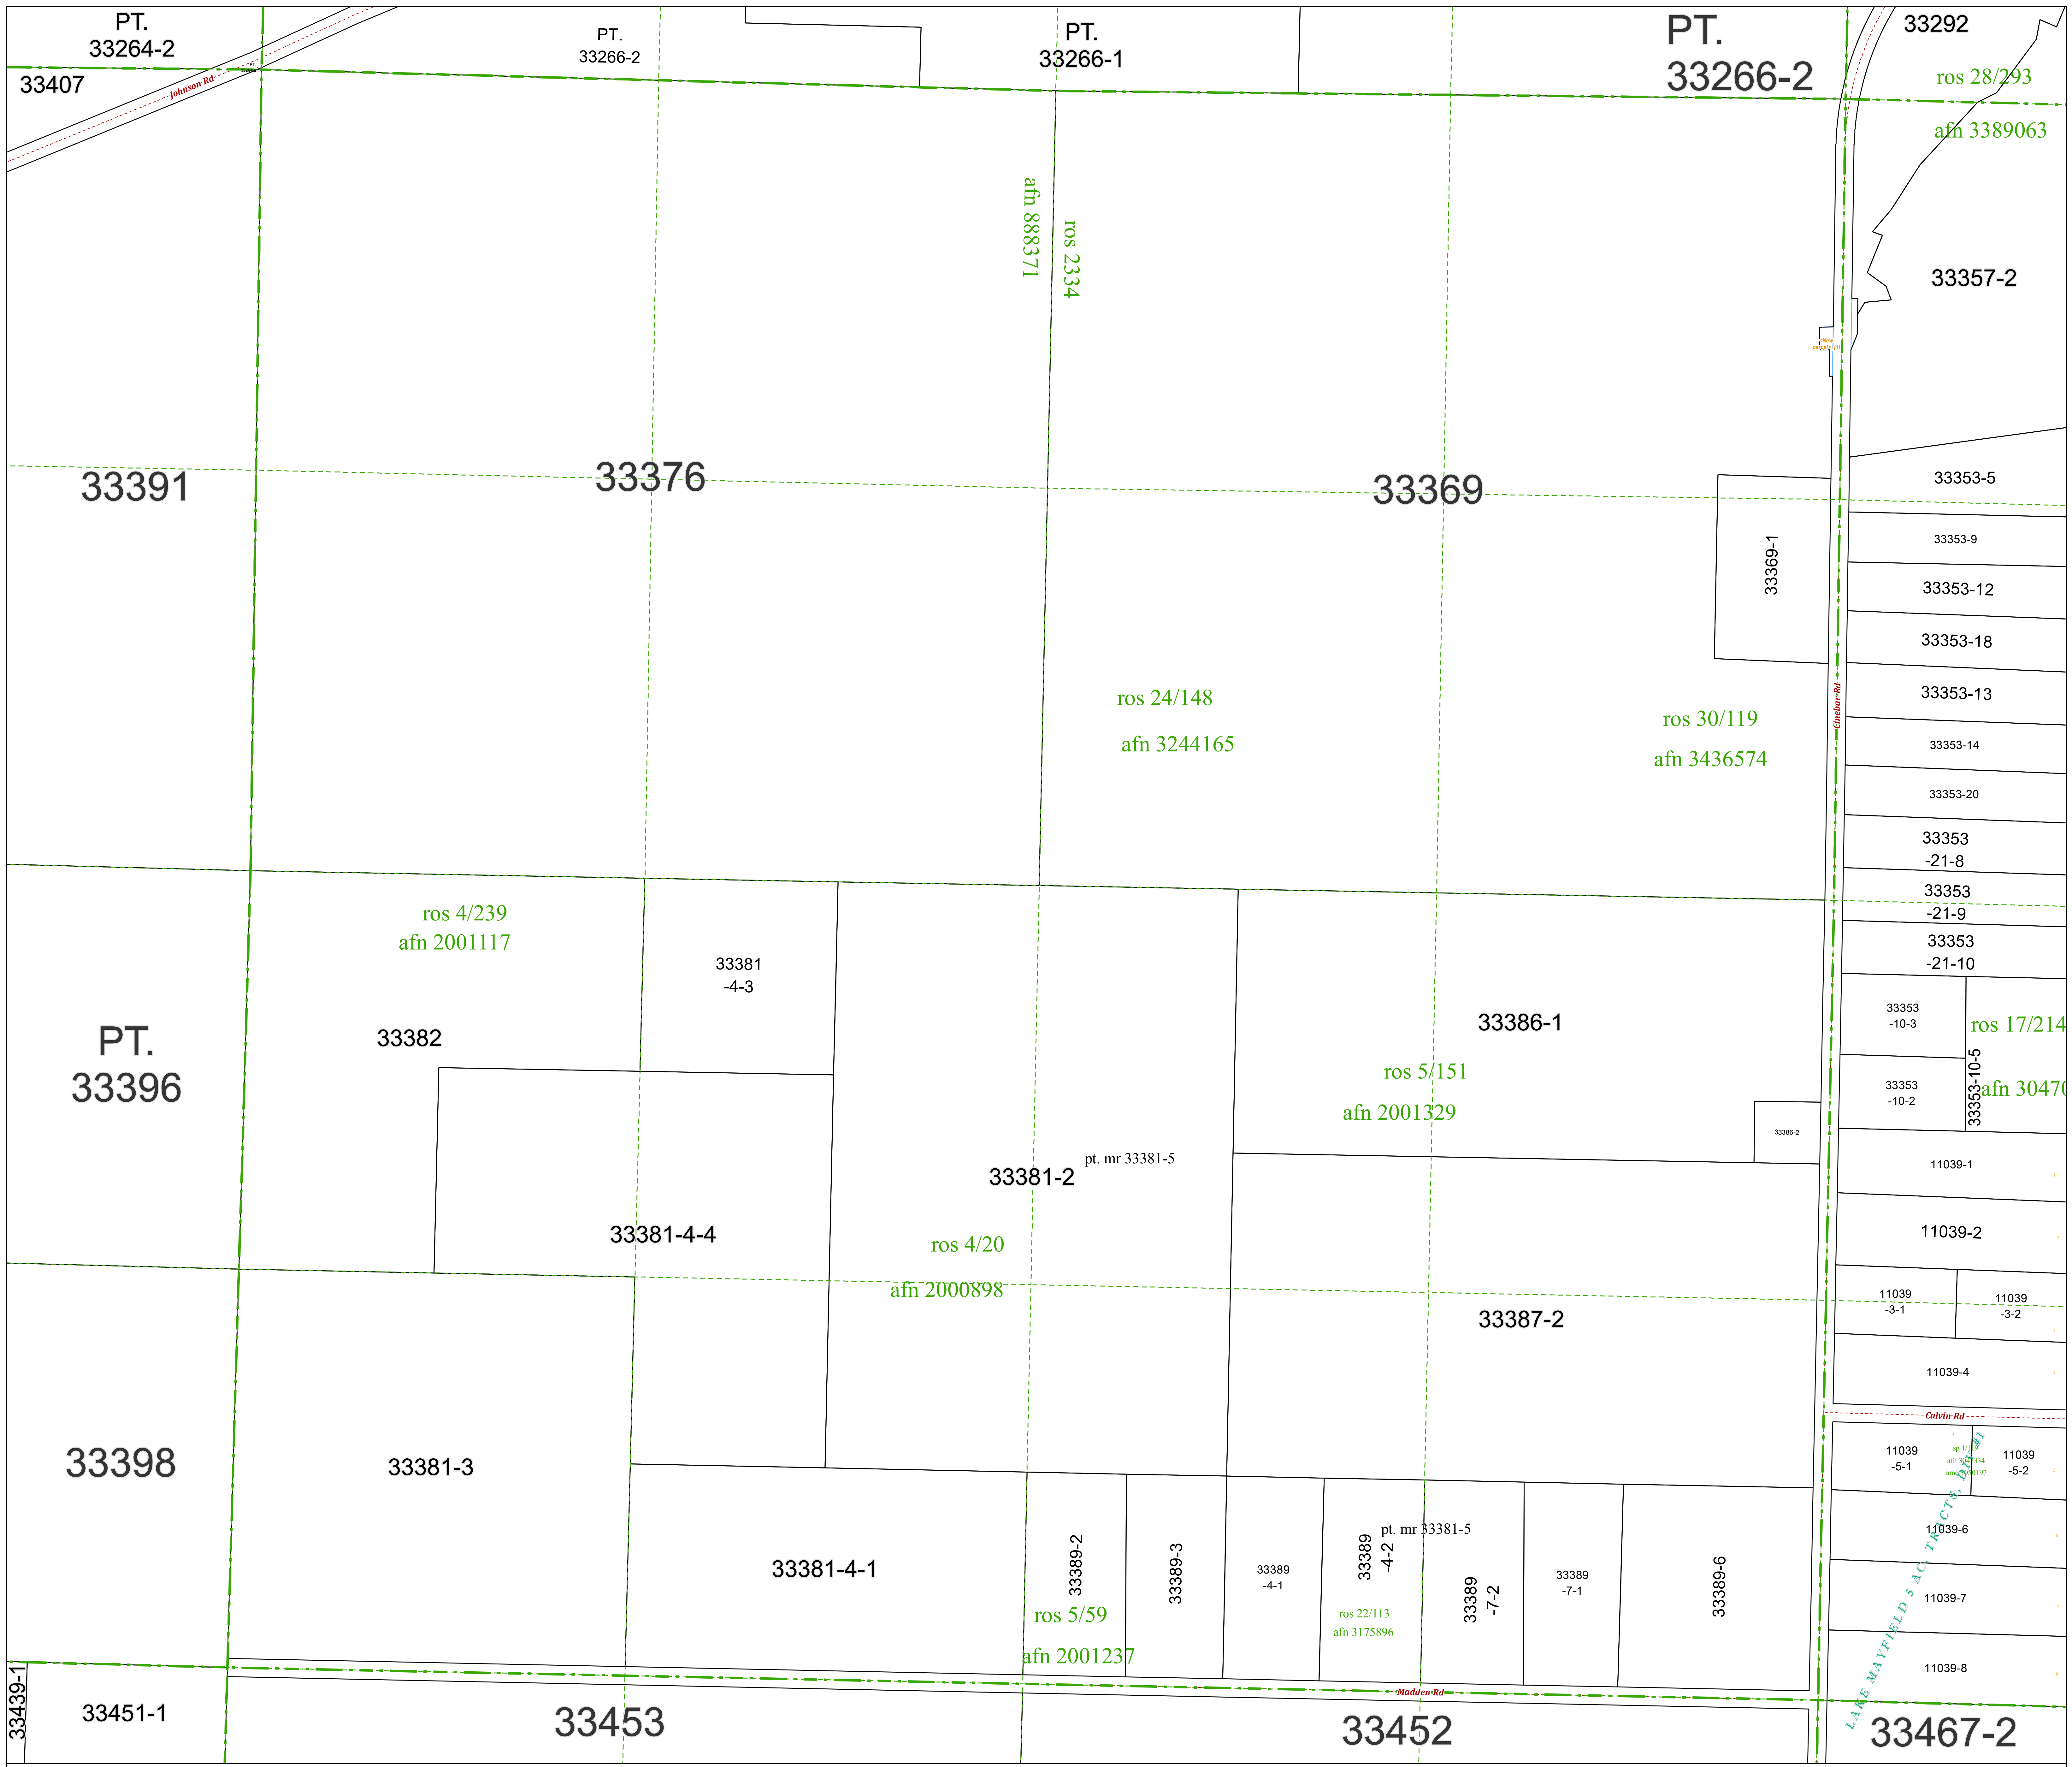 PT.
33264-2
33407
Johnson Rd
PT.
33266-2
PT.
33266-1
PT.
33266-2
33292
ros 28/293
afn 3389063
afn 888371
ros 2334
33357-2
33391
33376
33369
33369-1
33353-5
33353-9
33353-12
33353-18
33353-13
33353-14
33353-20
33353
-21-8
33353
-21-9
33353
-21-10
Cinebar Rd
ros 24/148
afn 3244165
ros 30/119
afn 3436574
ros 4/239
afn 2001117
33381
-4-3
33382
PT.
33396
33386-1
ros 5/151
afn 2001329
33386-2
33353
-10-3
33353
-10-2
33353-10-5
ros 17/214
afn 30470
pt. mr 33381-5
33381-2
33381-4-4
ros 4/20
afn 2000898
33387-2
11039-1
11039-2
11039
-3-1
11039
-3-2
11039-4
Calvin Rd
33398
33381-3
33381-4-1
33389-2
ros 5/59
afn 2001237
33389-3
33389
-4-1
33389
-4-2
pt. mr 33381-5
ros 22/113
afn 3175896
33389
-7-2
33389
-7-1
33389-6
11039
-5-1
11039
-5-2
11039-6
11039-7
11039-8
LAKE MAYFIELD 5 AC. TRACTS, DIV #1
Madden Rd
33439-1
33451-1
33453
33452
33467-2